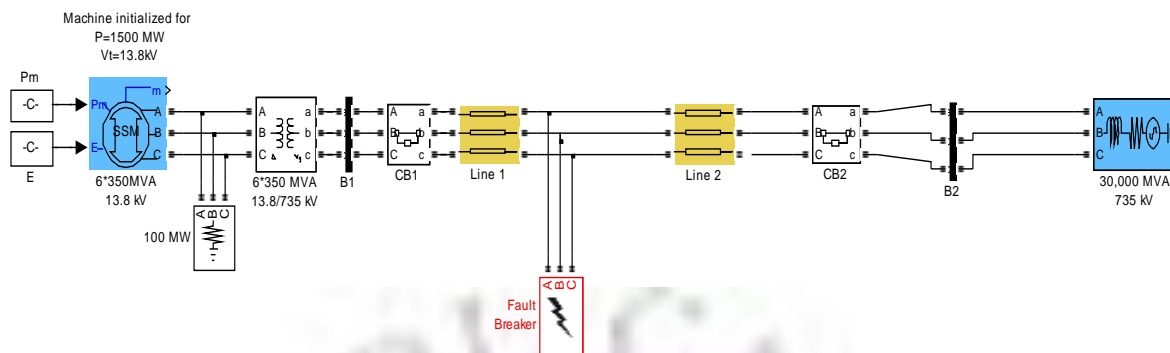 Machine initialized for
P=1500 MW
Vt=13.8kV
Pm
-C-
-C-
E
Pm
m
SSM
E
A
B
C
6*350MVA
13.8 kV
A
B
C
100 MW
A
B
C
a
b
c
6*350 MVA
13.8/735 kV
B1
A
B
C
a
b
c
CB1
Line 1
A
B
C
Fault
Breaker
Line 2
A
B
C
a
b
c
CB2
B2
A
B
C
30,000 MVA
735 kV